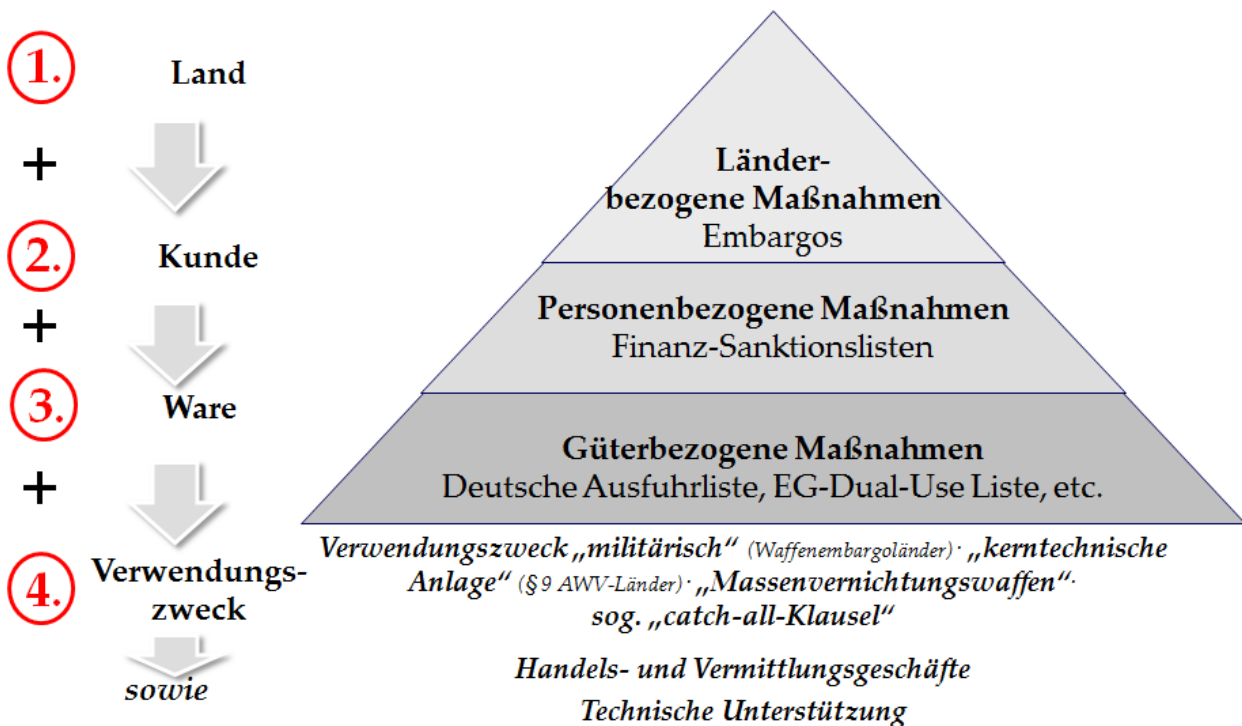 1.
Land
+
2.
Kunde
+
3.
Ware
+
4.
Verwendungs-
zweck
sowie
Länder-
bezogene Maßnahmen
Embargos
Personenbezogene Maßnahmen
Finanz-Sanktionslisten
Güterbezogene Maßnahmen
Deutsche Ausfuhrliste, EG-Dual-Use Liste, etc.
Verwendungszweck „militärisch“ (Waffenembargoländer) · „kerntechnische
Anlage“ (§ 9 AWV-Länder) · „Massenvernichtungswaffen“ ·
sog. „catch-all-Klausel“
Handels- und Vermittlungsgeschäfte
Technische Unterstützung